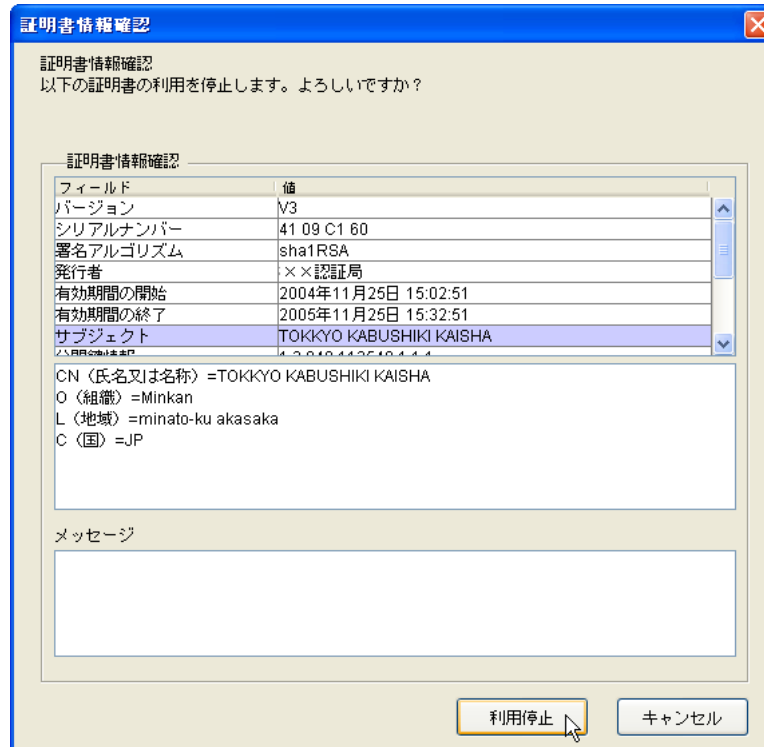 証明書情報確認
証明書情報確認
以下の証明書の利用を停止します。よろしいですか?
証明書情報確認
フィールド 値
バージョン V3
シリアルナンバー 41 09 C1 60
署名アルゴリズム sha1RSA
発行者 ××認証局
有効期間の開始 2004年11月25日 15:02:51
有効期間の終了 2005年11月25日 15:32:51
サブジェクト TOKKYO KABUSHIKI KAISHA
CN(氏名又は名称)=TOKKYO KABUSHIKI KAISHA
O(組織)=Minkan
L(地域)=minato-ku akasaka
C(国)=JP
メッセージ
利用停止 キャンセル